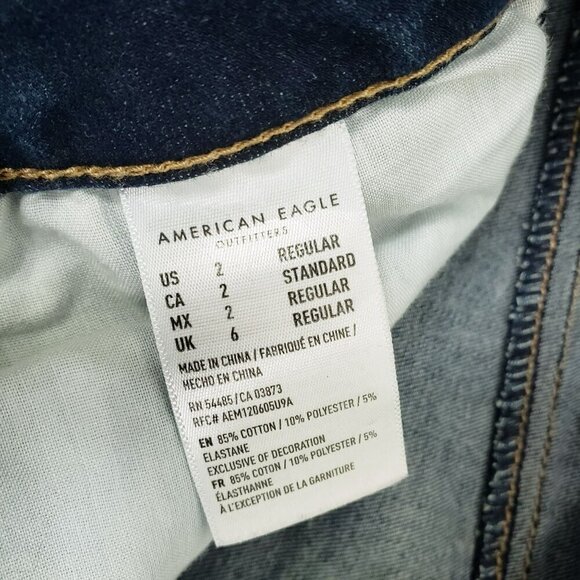 AMERICAN EAGLE
OUTFITTERS
US 2 REGULAR
CA 2 STANDARD
MX 2 REGULAR
UK 6 REGULAR
MADE IN CHINA / FABRIQUÉ EN CHINE /
HECHO EN CHINA
RN 54485/CA 03873
RFC# AEM120605U9A
EN 85% COTTON / 10% POLYESTER / 5%
ELASTANE
EXCLUSIVE OF DECORATION
FR 85% COTON / 10% POLYESTER / 5%
ÉLASTHANNE
À L'EXCEPTION DE LA GARNITURE